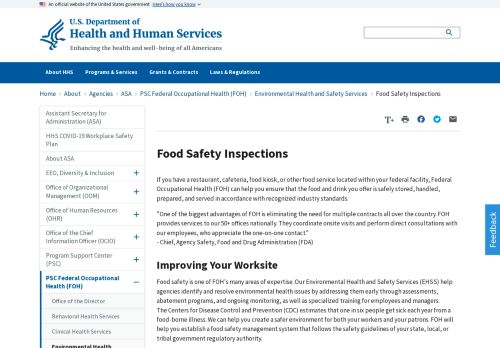 An official website of the United States government Here's how you know
U.S. Department of
Health and Human Services
Enhancing the health and well-being of all Americans
About HHS Programs & Services Grants & Contracts Laws & Regulations
Home › About › Agencies › ASA › PSC Federal Occupational Health (FOH) › Environmental Health and Safety Services › Food Safety Inspections
Assistant Secretary for
Administration (ASA)
HHS COVID-19 Workplace Safety
Plan
About ASA
EEO, Diversity & Inclusion
Office of Organizational
Management (OOM)
Office of Human Resources
(OHR)
Office of the Chief
Information Officer (OCIO)
Program Support Center
(PSC)
PSC Federal Occupational
Health (FOH)
Office of the Director
Behavioral Health Services
Clinical Health Services
Environmental Health
T+
Food Safety Inspections
If you have a restaurant, cafeteria, food kiosk, or other food service located within your federal facility, Federal
Occupational Health (FOH) can help you ensure that the food and drink you offer is safely stored, handled,
prepared, and served in accordance with recognized industry standards.
"One of the biggest advantages of FOH is eliminating the need for multiple contracts all over the country. FOH
provides services to our 50+ offices nationally. They coordinate onsite visits and perform direct consultations with
our employees, who appreciate the one-on-one contact."
- Chief, Agency Safety, Food and Drug Administration (FDA)
Improving Your Worksite
Food safety is one of FOH's many areas of expertise. Our Environmental Health and Safety Services (EHSS) help
agencies identify and resolve environmental health issues by addressing them early through assessments,
abatement programs, and ongoing monitoring, as well as specialized training for employees and managers.
The Centers for Disease Control and Prevention (CDC) estimates that one in six people get sick each year from a
food-borne illness. We can help you create a safer environment for both your workers and your patrons. FOH will
help you establish a food safety management system that follows the safety guidelines of your state, local, or
tribal government regulatory authority.
Feedback